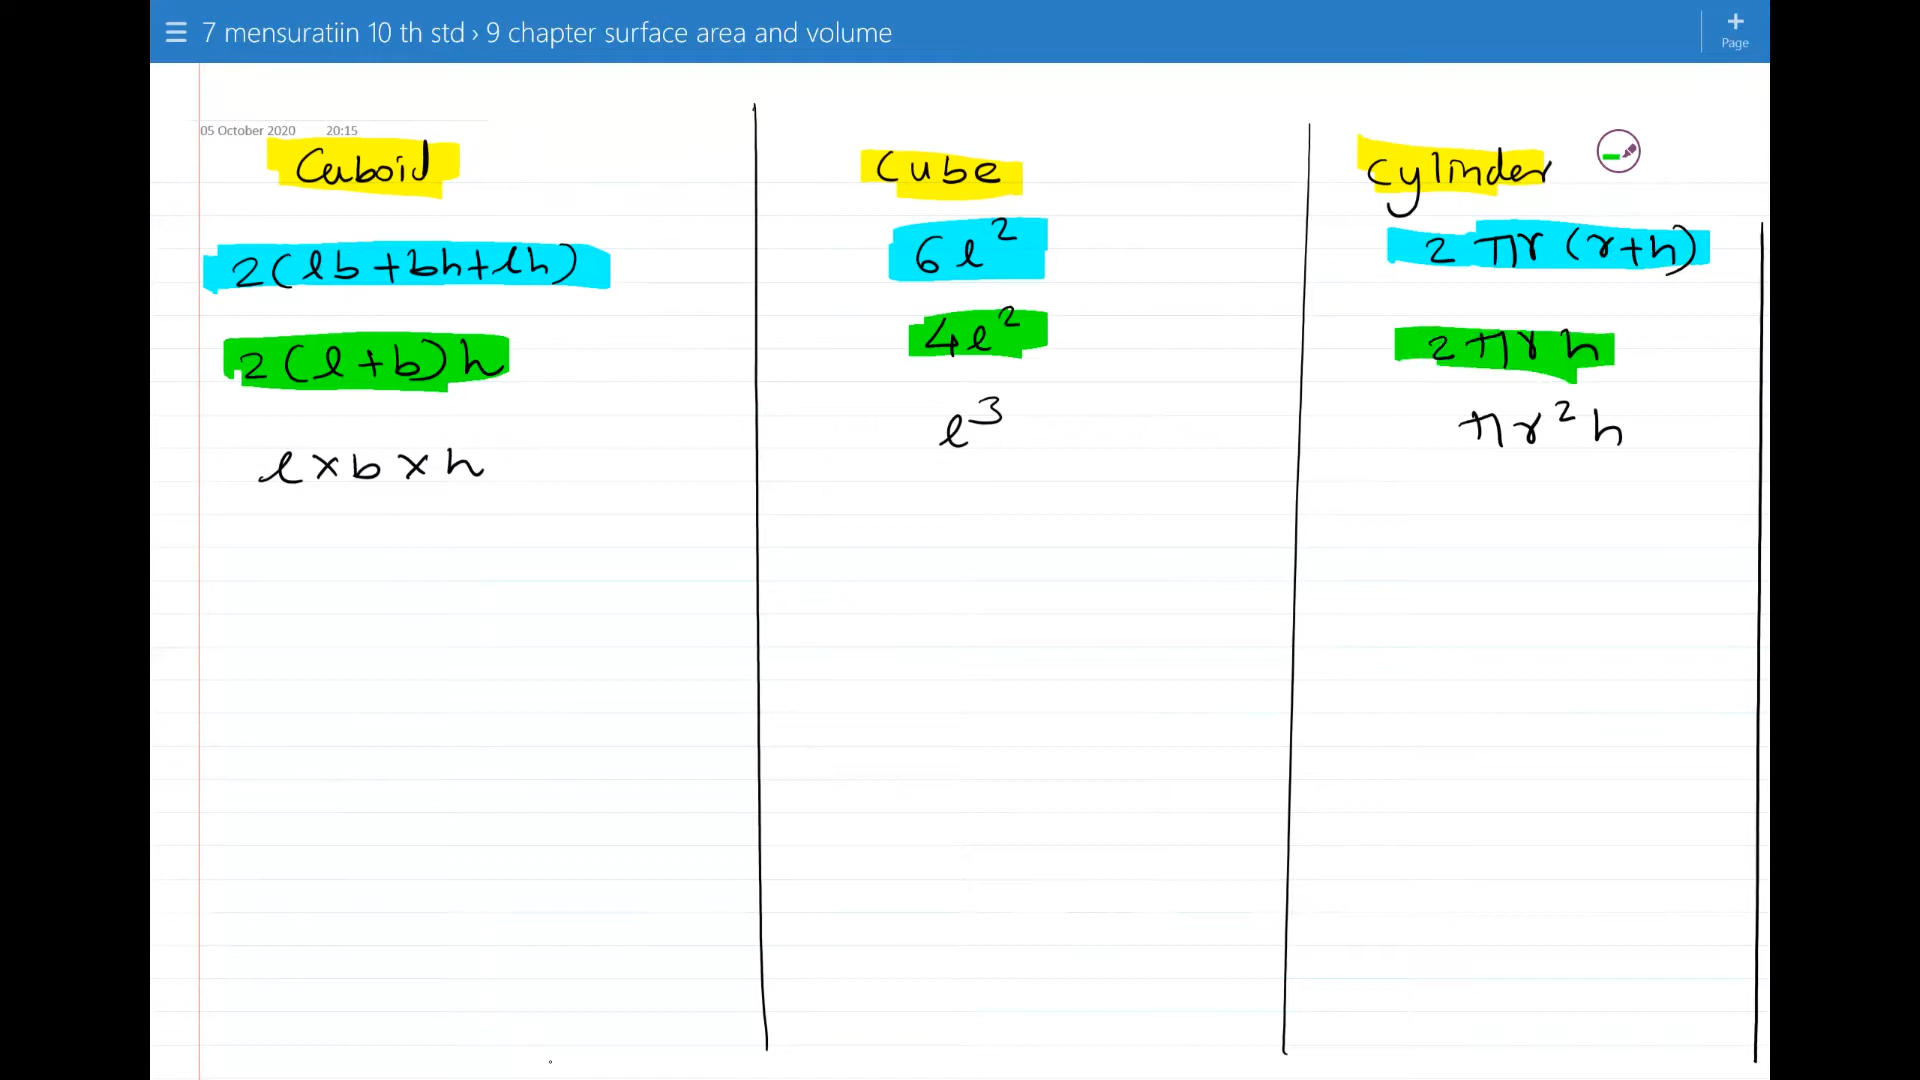 7 mensuratiin 10 th std › 9 chapter surface area and volume
+
Page
05 October 2020 20:15
Cuboid
2(lb+bh+lh)
2(l+b)h
l×b×h
Cube
6l²
4l²
l³
Cylinder
2πr(r+h)
2πrh
πr²h